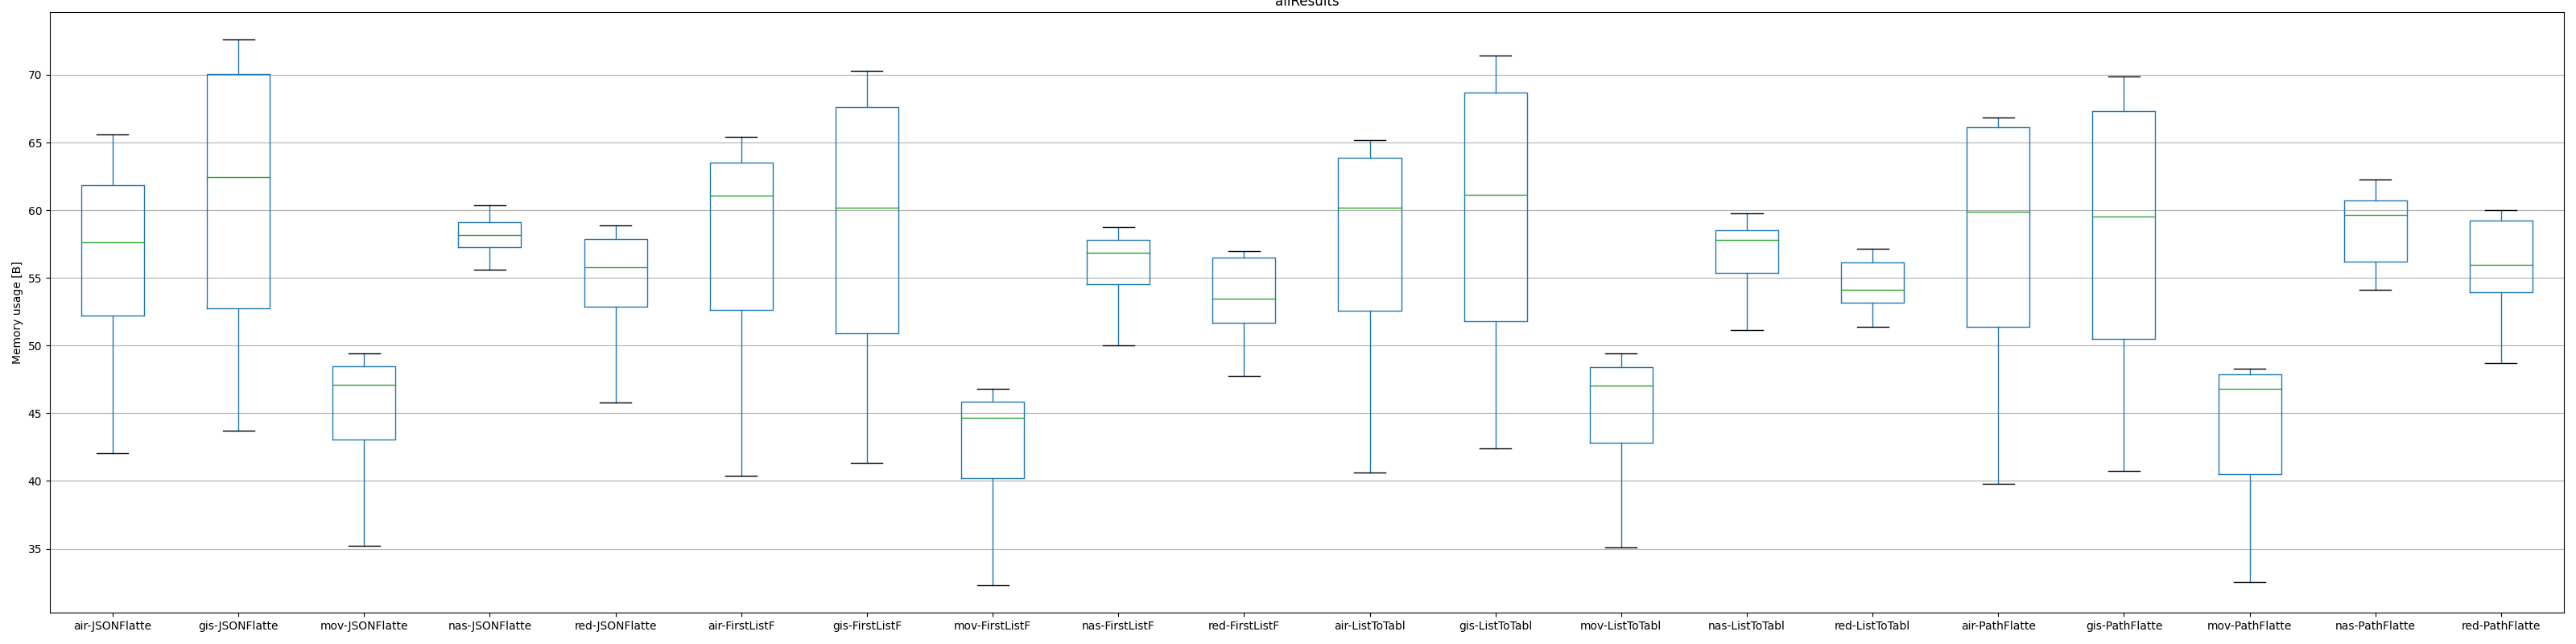 allResults
Memory usage [B]
70
65
60
55
50
45
40
35
air-JSONFlatte gis-JSONFlatte mov-JSONFlatte nas-JSONFlatte red-JSONFlatte air-FirstListF gis-FirstListF mov-FirstListF nas-FirstListF red-FirstListF air-ListToTabl gis-ListToTabl mov-ListToTabl nas-ListToTabl red-ListToTabl air-PathFlatte gis-PathFlatte mov-PathFlatte nas-PathFlatte red-PathFlatte